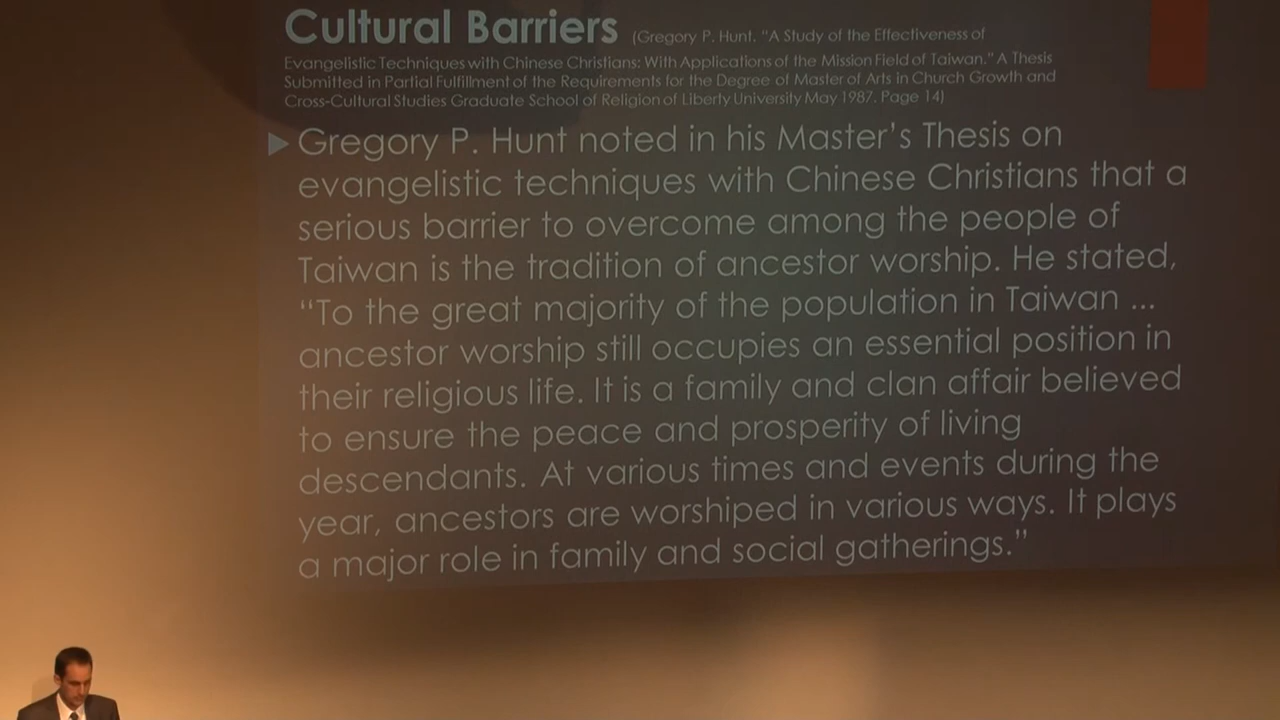 Cultural Barriers (Gregory P. Hunt. "A Study of the Effectiveness of
Evangelistic Techniques with Chinese Christians: With Applications of the Mission Field of Taiwan." A Thesis
Submitted in Partial Fulfillment of the Requirements for the Degree of Master of Arts in Church Growth and
Cross-Cultural Studies Graduate School of Religion of Liberty University May 1987. Page 14)
Gregory P. Hunt noted in his Master's Thesis on
evangelistic techniques with Chinese Christians that a
serious barrier to overcome among the people of
Taiwan is the tradition of ancestor worship. He stated,
"To the great majority of the population in Taiwan ...
ancestor worship still occupies an essential position in
their religious life. It is a family and clan affair believed
to ensure the peace and prosperity of living
descendants. At various times and events during the
year, ancestors are worshiped in various ways. It plays
a major role in family and social gatherings."